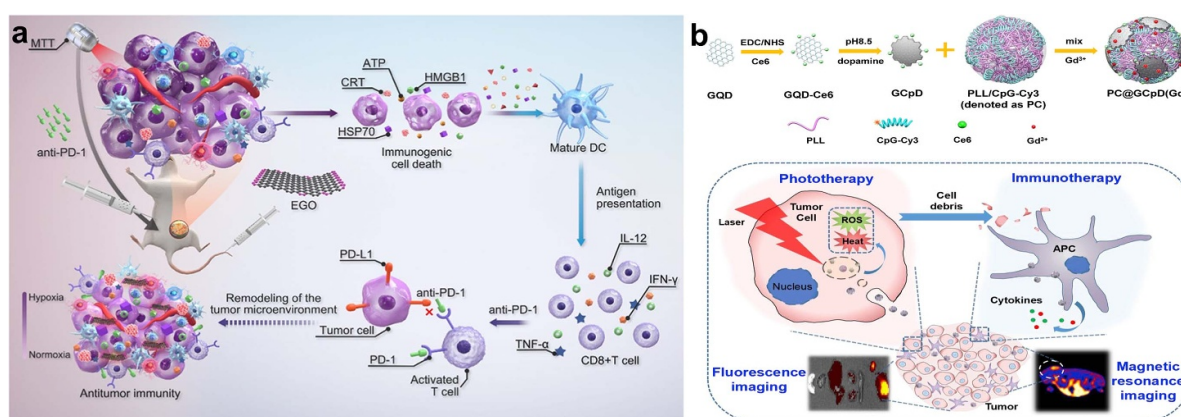 a
MTT
anti-PD-1
EGO
CRT
ATP
HMGB1
HSP70
Immunogenic
cell death
Mature DC
Antigen
presentation
IL-12
IFN-γ
TNF-α
CD8+T cell
anti-PD-1
PD-L1
anti-PD-1
Tumor cell
PD-1
Activated
T cell
Remodeling of the
tumor microenvironment
Hypoxia
Normoxia
Antitumor immunity
b
EDC/NHS
Ce6
pH8.5
dopamine
mix
Gd³⁺
GQD
GQD-Ce6
GCpD
PLL/CpG-Cy3
(denoted as PC)
PC@GCpD(Gd
PLL
CpG-Cy3
Ce6
Gd³⁺
Phototherapy
Immunotherapy
Laser
Tumor
Cell
ROS
Heat
Nucleus
Cell
debris
APC
Cytokines
Fluorescence
imaging
Magnetic
resonance
imaging
Tumor